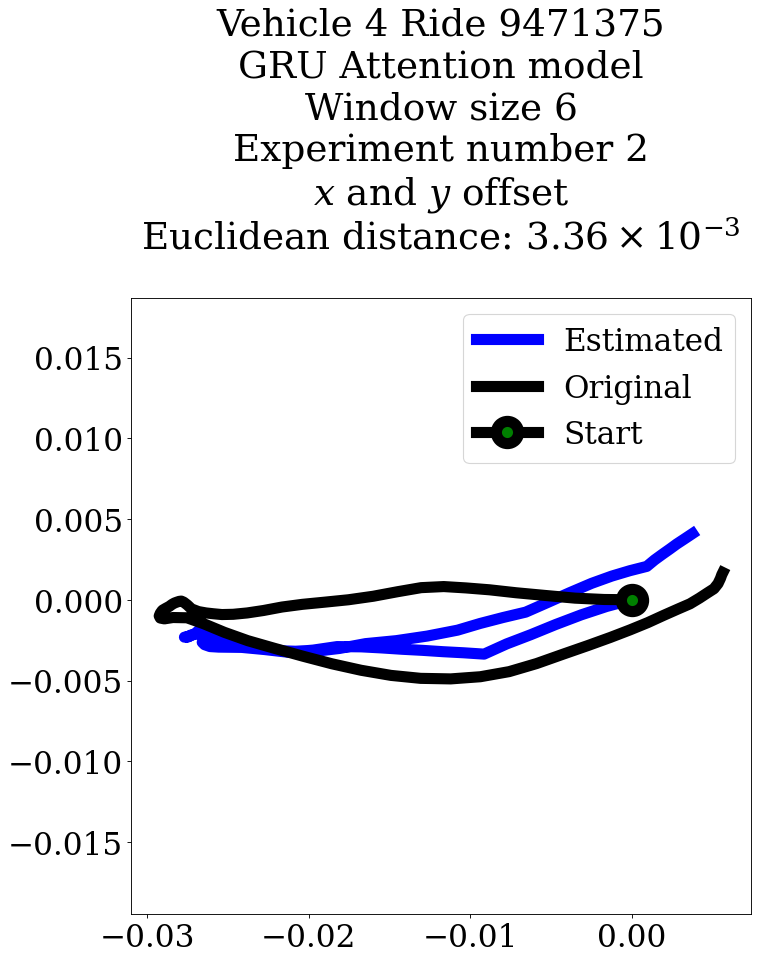 Vehicle 4 Ride 9471375
GRU Attention model
Window size 6
Experiment number 2
x and y offset
Euclidean distance: 3.36 × 10⁻³
Estimated
Original
Start
0.015
0.010
0.005
0.000
−0.005
−0.010
−0.015
−0.03 −0.02 −0.01 0.00